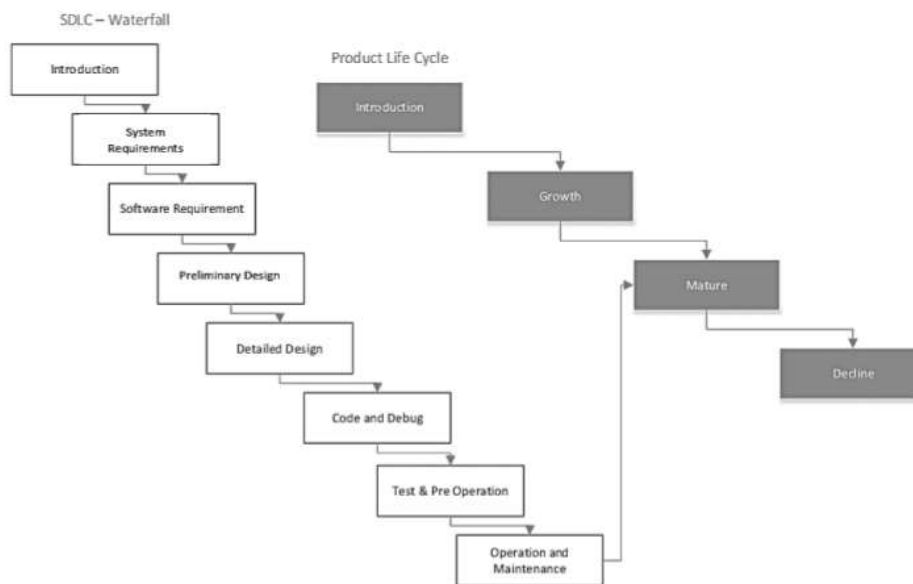 SDLC – Waterfall
Introduction
System
Requirements
Software Requirement
Preliminary Design
Detailed Design
Code and Debug
Test & Pre Operation
Operation and
Maintenance
Product Life Cycle
Introduction
Growth
Mature
Decline